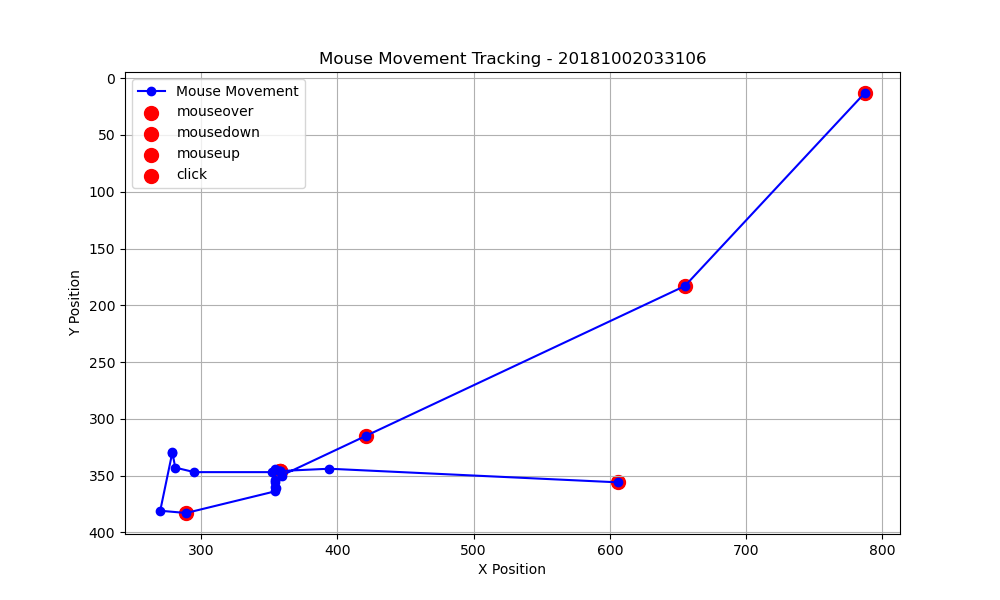 Mouse Movement Tracking - 20181002033106
Mouse Movement
mouseover
mousedown
mouseup
click
0
50
100
150
200
250
300
350
400
Y Position
300 400 500 600 700 800
X Position